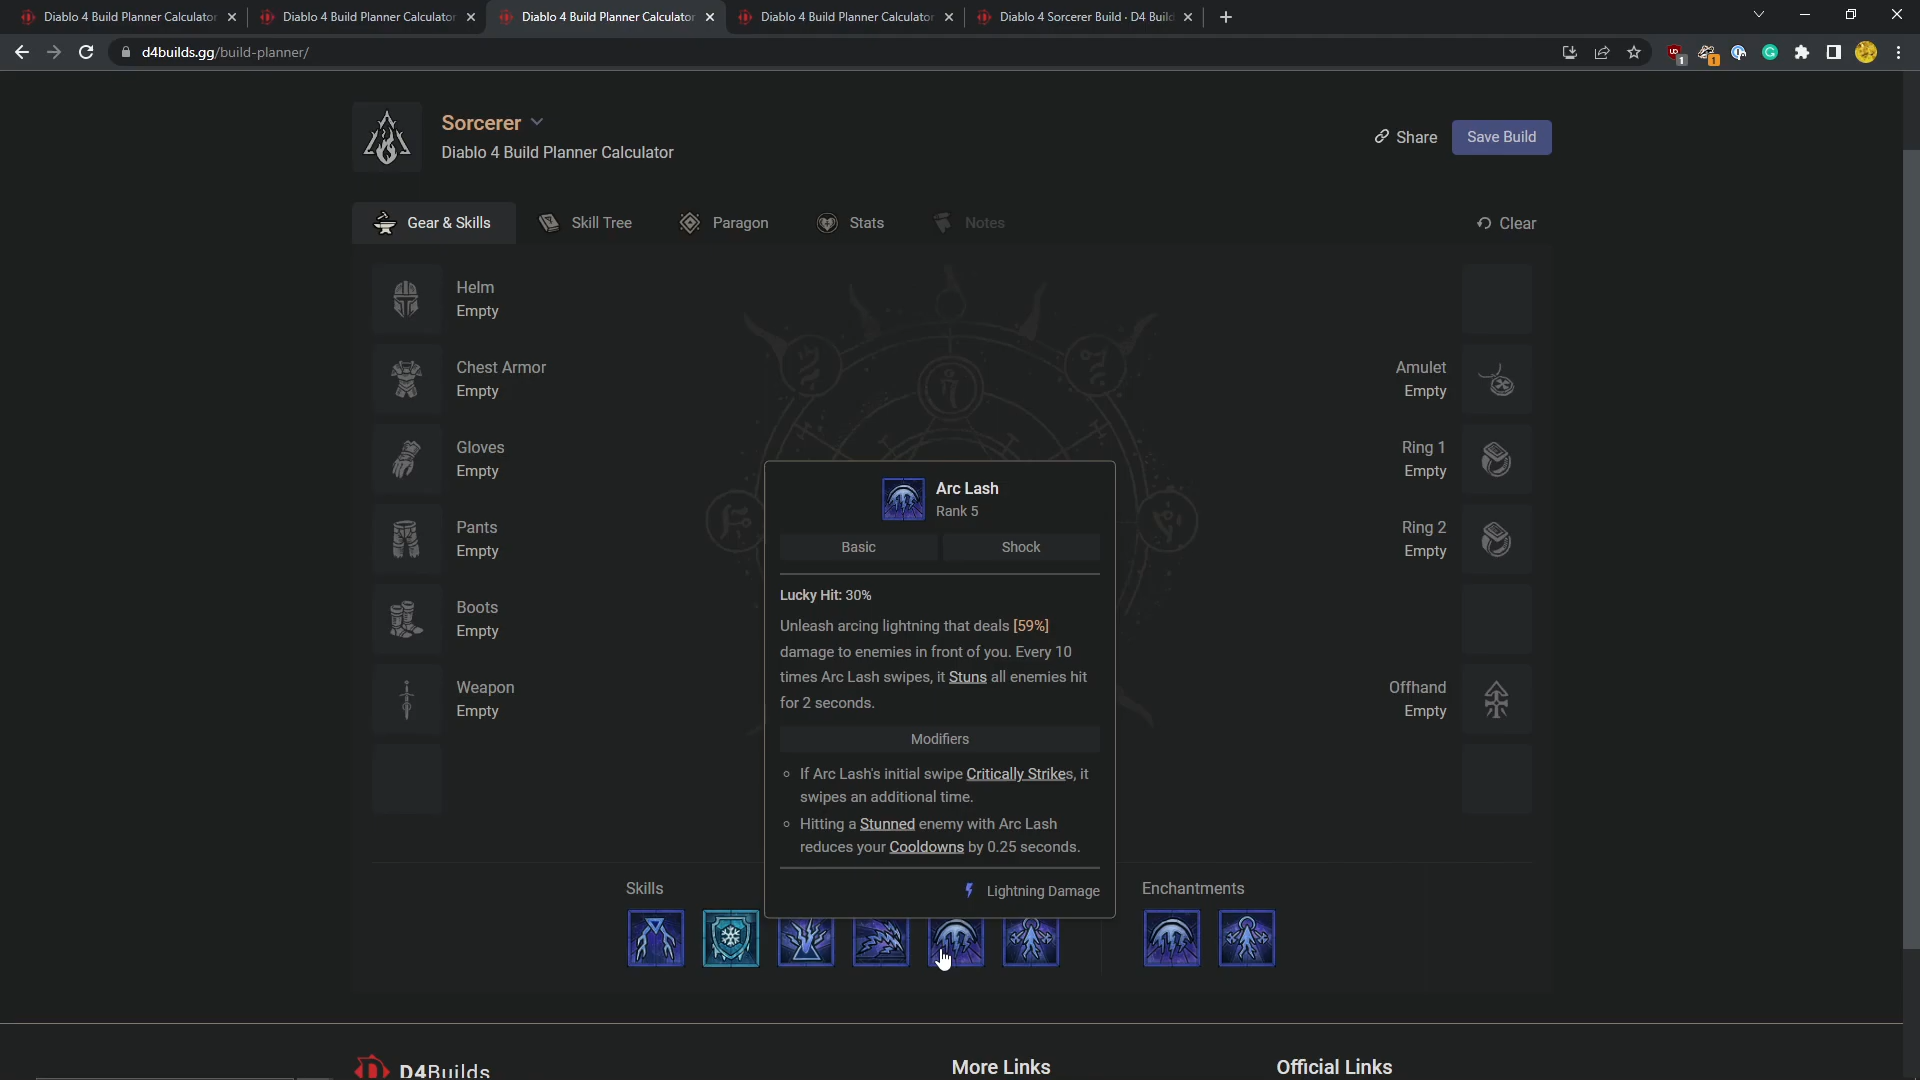 Diablo 4 Build Planner Calculator
Diablo 4 Build Planner Calculator
Diablo 4 Build Planner Calculator
Diablo 4 Build Planner Calculator
Diablo 4 Sorcerer Build · D4 Build
d4builds.gg/build-planner/
1
1
Sorcerer
Diablo 4 Build Planner Calculator
Share
Save Build
Gear & Skills
Skill Tree
Paragon
Stats
Notes
Clear
Helm
Empty
Chest Armor
Empty
Amulet
Empty
Gloves
Empty
Ring 1
Empty
Pants
Empty
Ring 2
Empty
Boots
Empty
Weapon
Empty
Offhand
Empty
Arc Lash
Rank 5
Basic
Shock
Lucky Hit: 30%
Unleash arcing lightning that deals [59%]
damage to enemies in front of you. Every 10
times Arc Lash swipes, it Stuns all enemies hit
for 2 seconds.
Modifiers
If Arc Lash's initial swipe Critically Strikes, it
swipes an additional time.
Hitting a Stunned enemy with Arc Lash
reduces your Cooldowns by 0.25 seconds.
Lightning Damage
Skills
Enchantments
D4Builds
More Links
Official Links